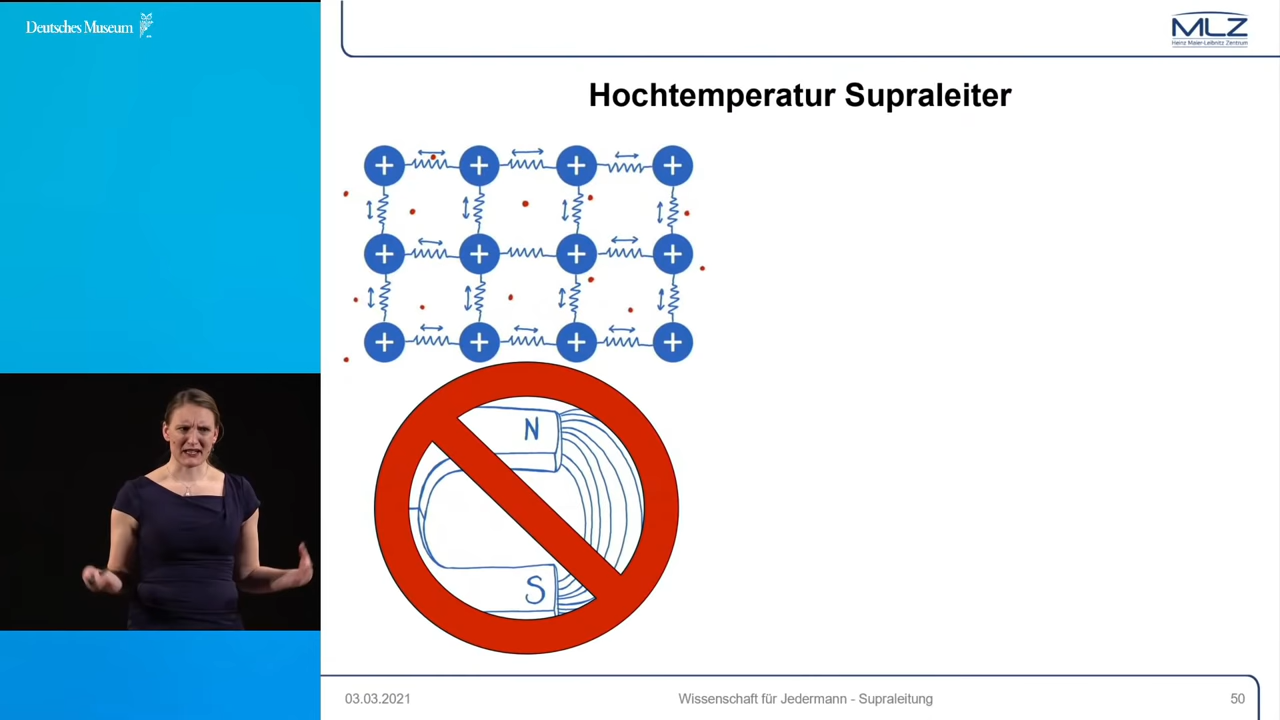 Deutsches Museum
MLZ
Heinz Maier-Leibnitz Zentrum
Hochtemperatur Supraleiter
+ + + +
+ + + +
+ + + +
N
S
03.03.2021
Wissenschaft für Jedermann - Supraleitung
50